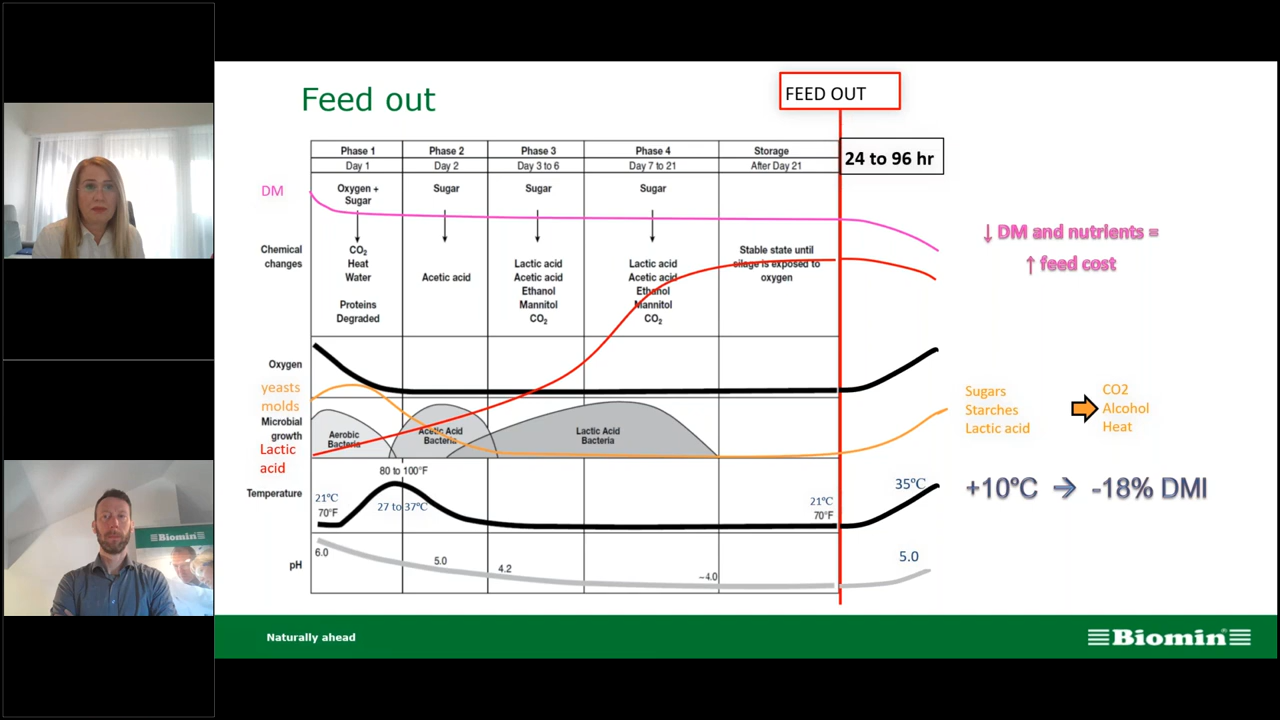 Feed out
FEED OUT
24 to 96 hr
Phase 1
Phase 2
Phase 3
Phase 4
Storage
Day 1
Day 2
Day 3 to 6
Day 7 to 21
After Day 21
DM
Oxygen +
Sugar
Sugar
Sugar
Sugar
Chemical
changes
CO2
Heat
Water
Proteins
Degraded
Acetic acid
Lactic acid
Acetic acid
Ethanol
Mannitol
CO2
Lactic acid
Acetic acid
Ethanol
Mannitol
CO2
Stable state until
silage is exposed to
oxygen
↓ DM and nutrients =
↑ feed cost
Oxygen
yeasts
molds
Microbial
growth
Lactic
acid
Aerobic
Bacteria
Acetic Acid
Bacteria
Lactic Acid
Bacteria
Sugars
Starches
Lactic acid
CO2
Alcohol
Heat
Temperature
21°C
70°F
80 to 100°F
27 to 37°C
21°C
70°F
35°C
+10°C → -18% DMI
pH
6.0
5.0
4.2
~4.0
5.0
Naturally ahead
Biomin®
Biomin